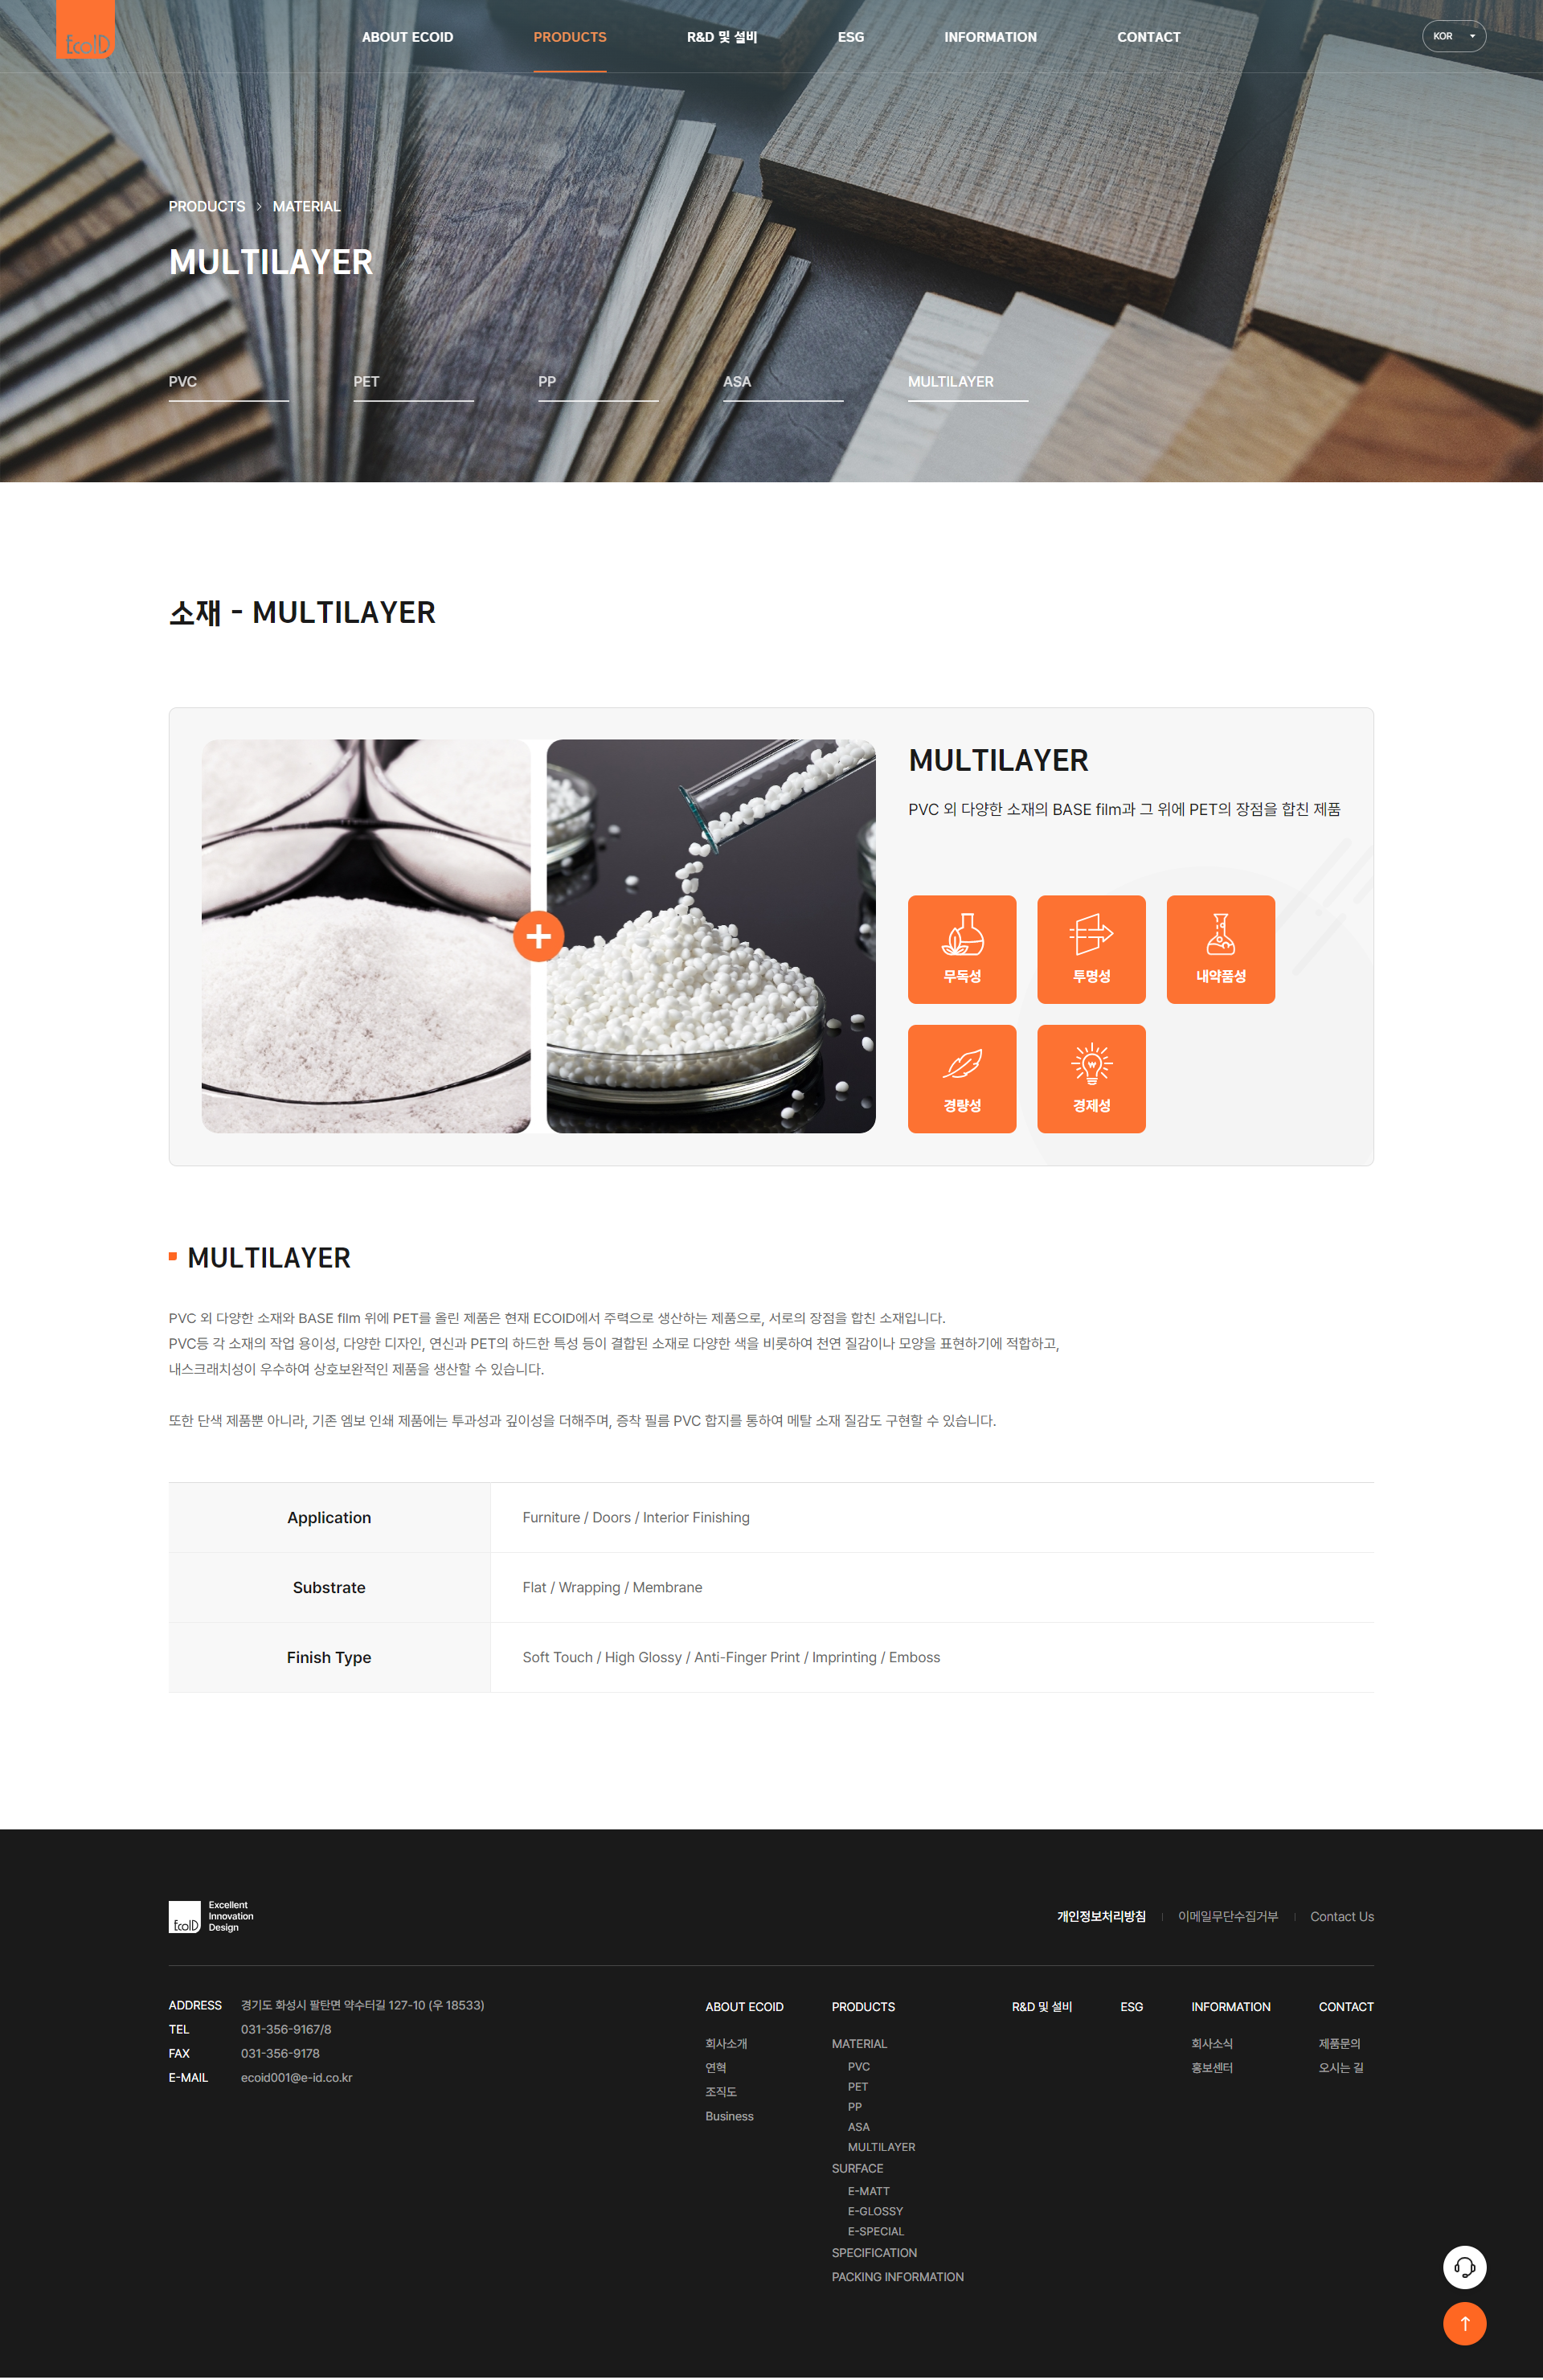 EcoID
ABOUT ECOID
PRODUCTS
R&D 및 설비
ESG
INFORMATION
CONTACT
KOR
PRODUCTS > MATERIAL
MULTILAYER
PVC
PET
PP
ASA
MULTILAYER
소재 - MULTILAYER
MULTILAYER
PVC 외 다양한 소재의 BASE film과 그 위에 PET의 장점을 합친 제품
무독성
투명성
내약품성
경량성
경제성
MULTILAYER
PVC 외 다양한 소재와 BASE film 위에 PET를 올린 제품은 현재 ECOID에서 주력으로 생산하는 제품으로, 서로의 장점을 합친 소재입니다.
PVC등 각 소재의 작업 용이성, 다양한 디자인, 연신과 PET의 하드한 특성 등이 결합된 소재로 다양한 색을 비롯하여 천연 질감이나 모양을 표현하기에 적합하고,
내스크래치성이 우수하여 상호보완적인 제품을 생산할 수 있습니다.
또한 단색 제품뿐 아니라, 기존 엠보 인쇄 제품에는 투과성과 깊이성을 더해주며, 증착 필름 PVC 합지를 통하여 메탈 소재 질감도 구현할 수 있습니다.
Application
Furniture / Doors / Interior Finishing
Substrate
Flat / Wrapping / Membrane
Finish Type
Soft Touch / High Glossy / Anti-Finger Print / Imprinting / Emboss
EcoID
Excellent
Innovation
Design
개인정보처리방침
이메일무단수집거부
Contact Us
ADDRESS 경기도 화성시 팔탄면 약수터길 127-10 (우 18533)
TEL 031-356-9167/8
FAX 031-356-9178
E-MAIL ecoid001@e-id.co.kr
ABOUT ECOID
회사소개
연혁
조직도
Business
PRODUCTS
MATERIAL
PVC
PET
PP
ASA
MULTILAYER
SURFACE
E-MATT
E-GLOSSY
E-SPECIAL
SPECIFICATION
PACKING INFORMATION
R&D 및 설비
ESG
INFORMATION
회사소식
홍보센터
CONTACT
제품문의
오시는 길